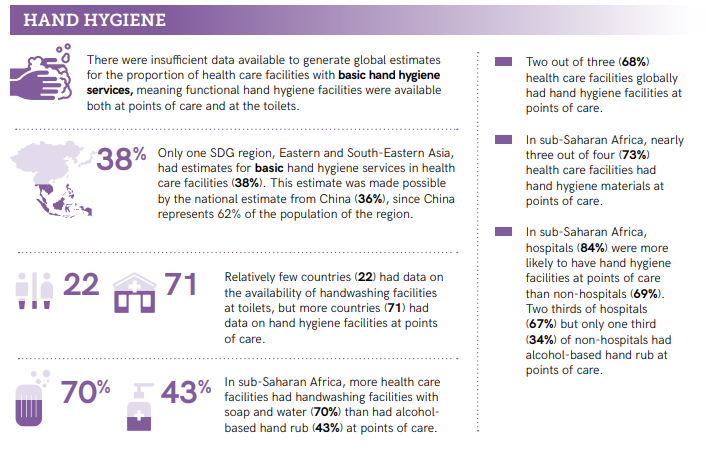 HAND HYGIENE
There were insufficient data available to generate global estimates
for the proportion of health care facilities with basic hand hygiene
services, meaning functional hand hygiene facilities were available
both at points of care and at the toilets.
38%
Only one SDG region, Eastern and South-Eastern Asia,
had estimates for basic hand hygiene services in health
care facilities (38%). This estimate was made possible
by the national estimate from China (36%), since China
represents 62% of the population of the region.
22
71
Relatively few countries (22) had data on
the availability of handwashing facilities
at toilets, but more countries (71) had
data on hand hygiene facilities at points
of care.
70%
43%
In sub-Saharan Africa, more health care
facilities had handwashing facilities with
soap and water (70%) than had alcohol-
based hand rub (43%) at points of care.
Two out of three (68%)
health care facilities globally
had hand hygiene facilities at
points of care.
In sub-Saharan Africa, nearly
three out of four (73%)
health care facilities had
hand hygiene materials at
points of care.
In sub-Saharan Africa,
hospitals (84%) were more
likely to have hand hygiene
facilities at points of care
than non-hospitals (69%).
Two thirds of hospitals
(67%) but only one third
(34%) of non-hospitals had
alcohol-based hand rub at
points of care.